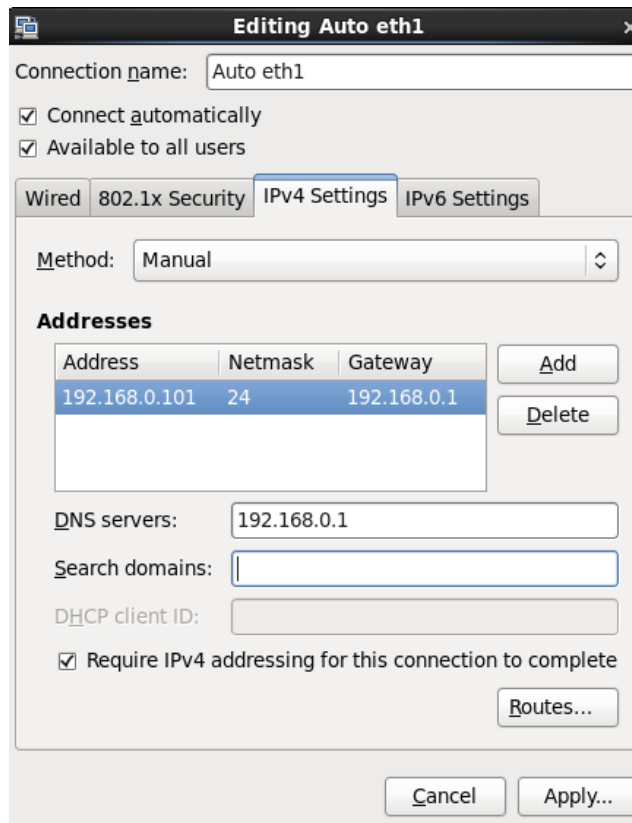 Editing Auto eth1
Connection name: Auto eth1
Connect automatically
Available to all users
Wired 802.1x Security IPv4 Settings IPv6 Settings
Method: Manual
Addresses
Address Netmask Gateway Add
192.168.0.101 24 192.168.0.1
Delete
DNS servers: 192.168.0.1
Search domains:
DHCP client ID:
Require IPv4 addressing for this connection to complete
Routes...
Cancel Apply...